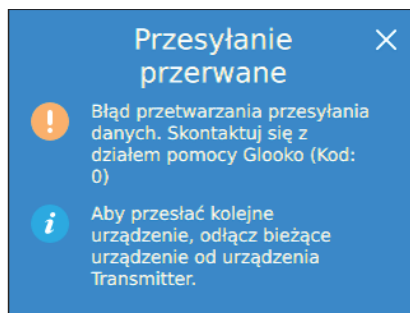 Przesyłanie
przerwane
Błąd przetwarzania przesyłania
danych. Skontaktuj się z
działem pomocy Glooko (Kod:
0)
Aby przesłać kolejne
urządzenie, odłącz bieżące
urządzenie od urządzenia
Transmitter.